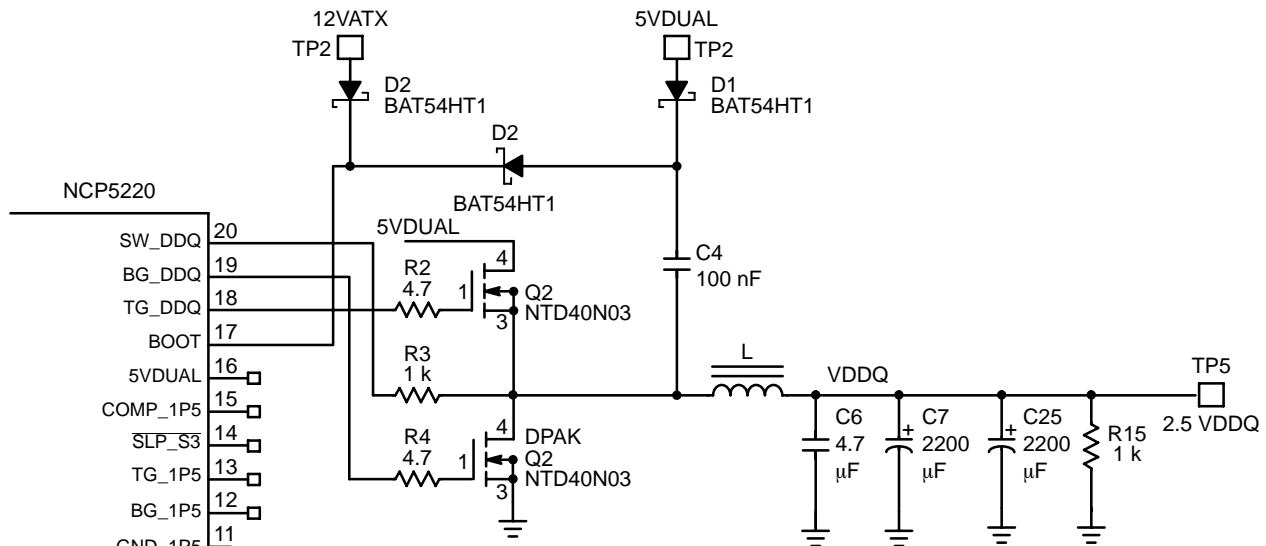 12VATX
5VDUAL
TP2
TP2
D2
BAT54HT1
D1
BAT54HT1
D2
BAT54HT1
NCP5220
5VDUAL
SW_DDQ
20
BG_DDQ
19
TG_DDQ
18
BOOT
17
5VDUAL
16
COMP_1P5
15
SLP_S3
14
TG_1P5
13
BG_1P5
12
GND_1P5
11
R2
4.7
4
1
3
Q2
NTD40N03
C4
100 nF
R3
1 k
L
VDDQ
TP5
2.5 VDDQ
R4
4.7
4
1
3
DPAK
Q2
NTD40N03
C6
4.7
μF
+
C7
2200
μF
+
C25
2200
μF
R15
1 k